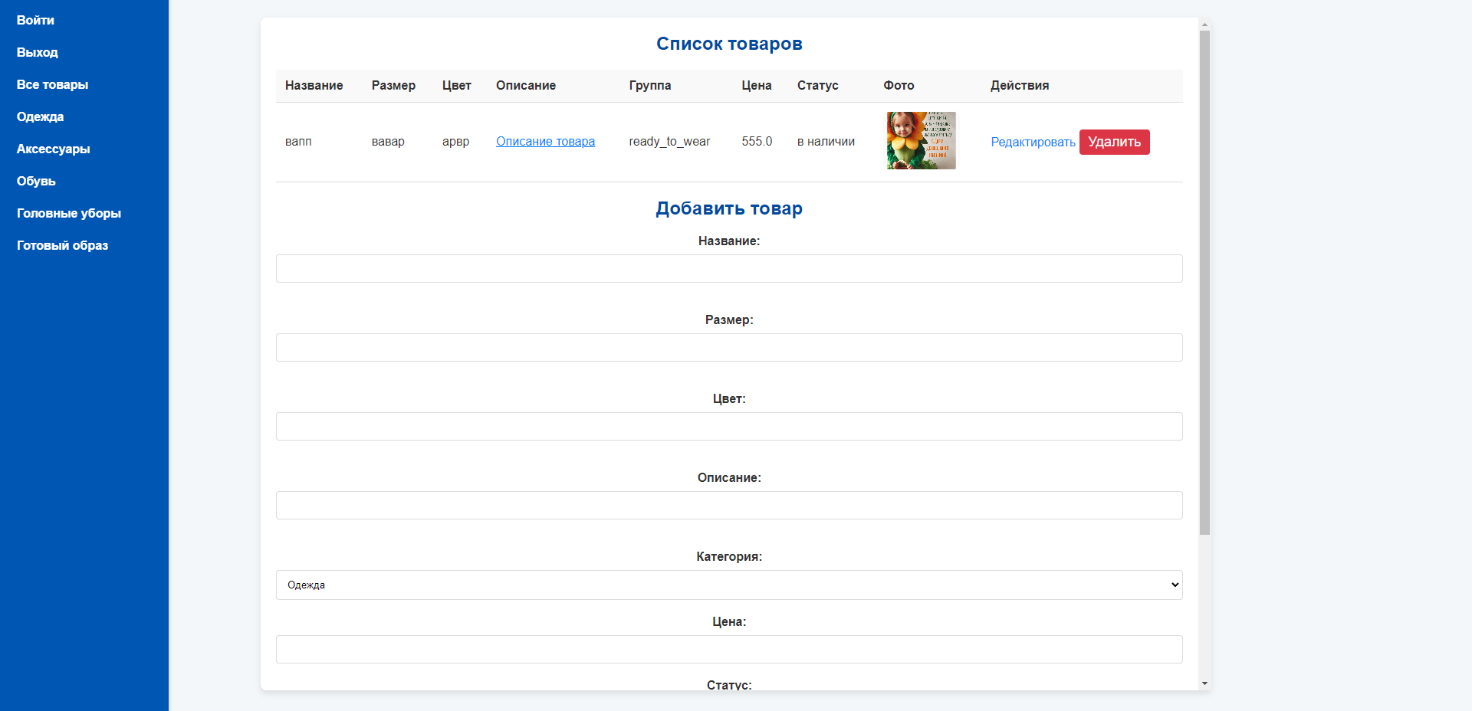 Войти
Выход
Все товары
Одежда
Аксессуары
Обувь
Головные уборы
Готовый образ
Список товаров
Название Размер Цвет Описание Группа Цена Статус Фото Действия
вапп вавар арвр Описание товара ready_to_wear 555.0 в наличии Редактировать Удалить
Добавить товар
Название:
Размер:
Цвет:
Описание:
Категория:
Одежда
Цена:
Статус: